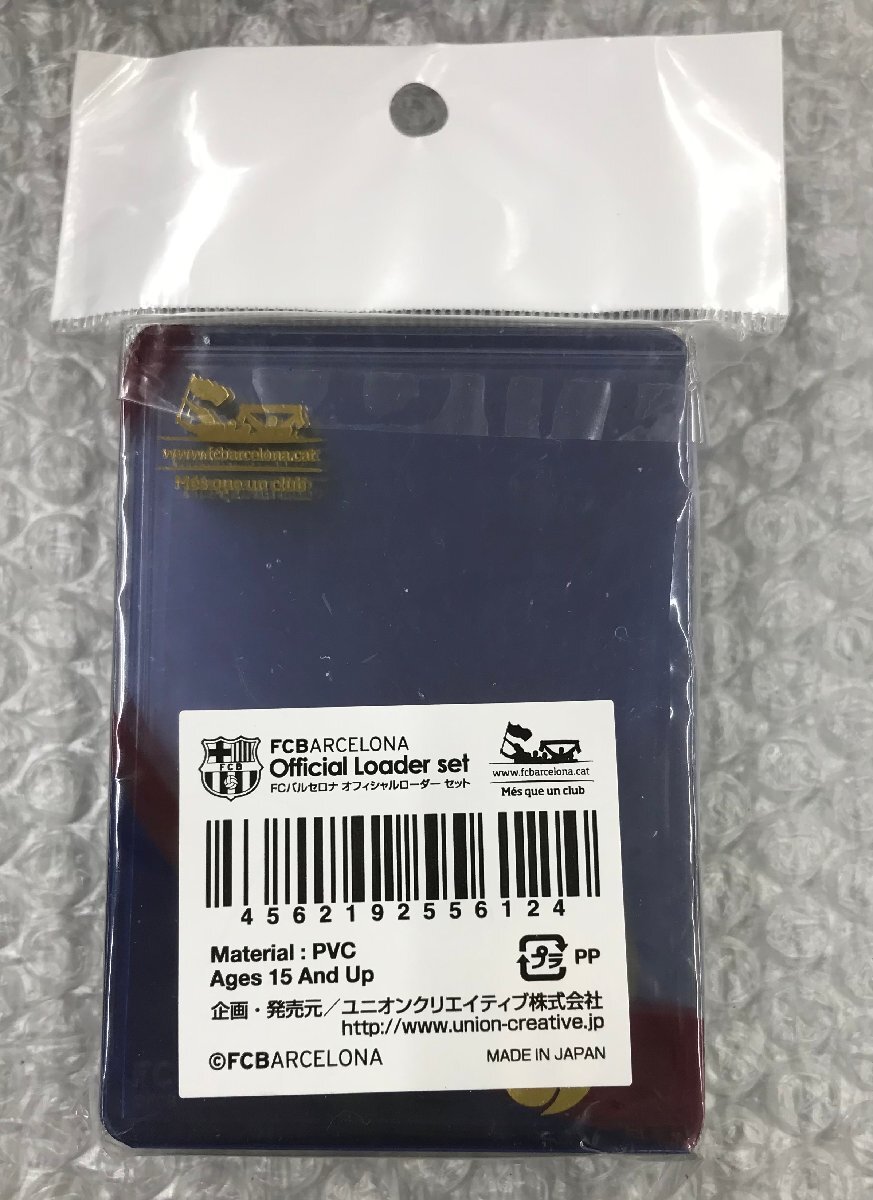 www.fcbarcelona.cat
Més que un club
FCB
FCBARCELONA
Official Loader set
FCバルセロナ オフィシャルローダー セット
www.fcbarcelona.cat
Més que un club
4562192556124
Material : PVC
Ages 15 And Up
プラ PP
企画・発売元／ユニオンクリエイティブ株式会社
http://www.union-creative.jp
©FCBARCELONA
MADE IN JAPAN